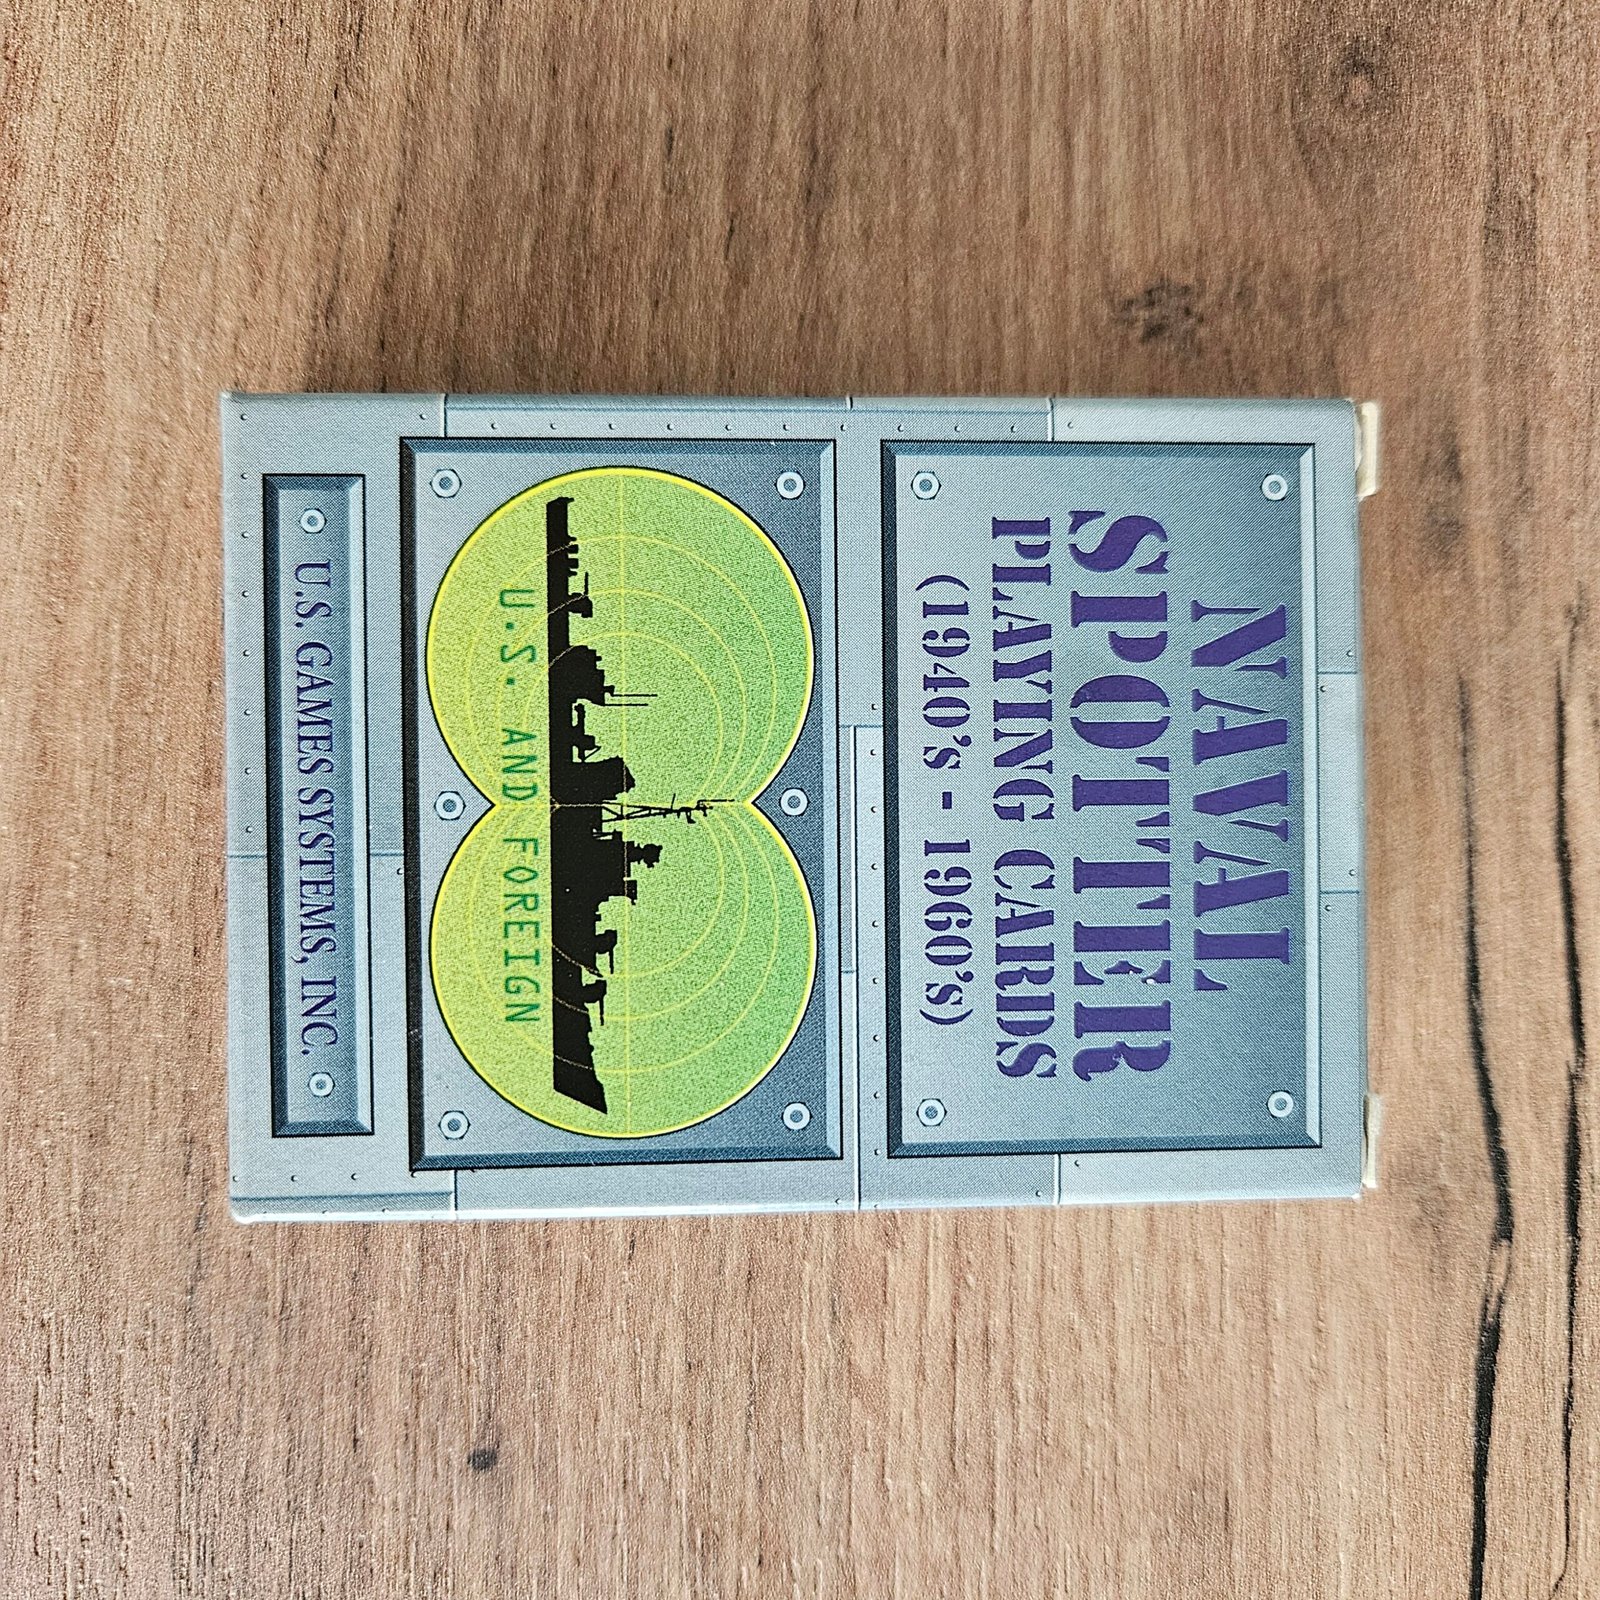 NAVAL
SPOTTER
PLAYING CARDS
(1940's - 1960's)
U.S. AND FOREIGN
U.S. GAMES SYSTEMS, INC.